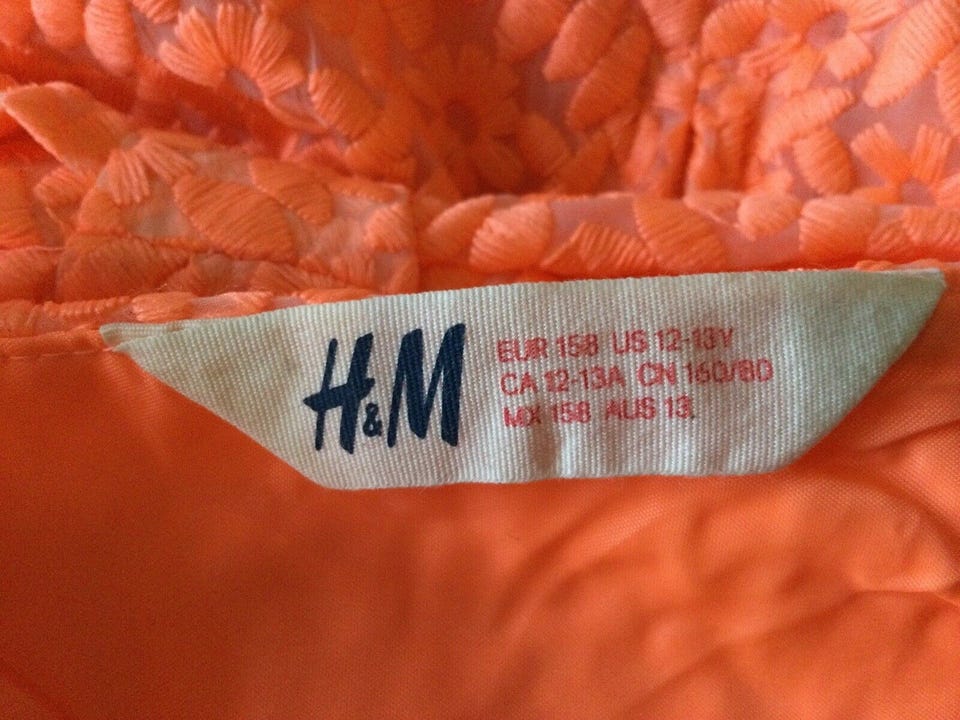 H&M
EUR 158 US 12-13Y
CA 12-13A CN 160/80
MX 158 AUS 13